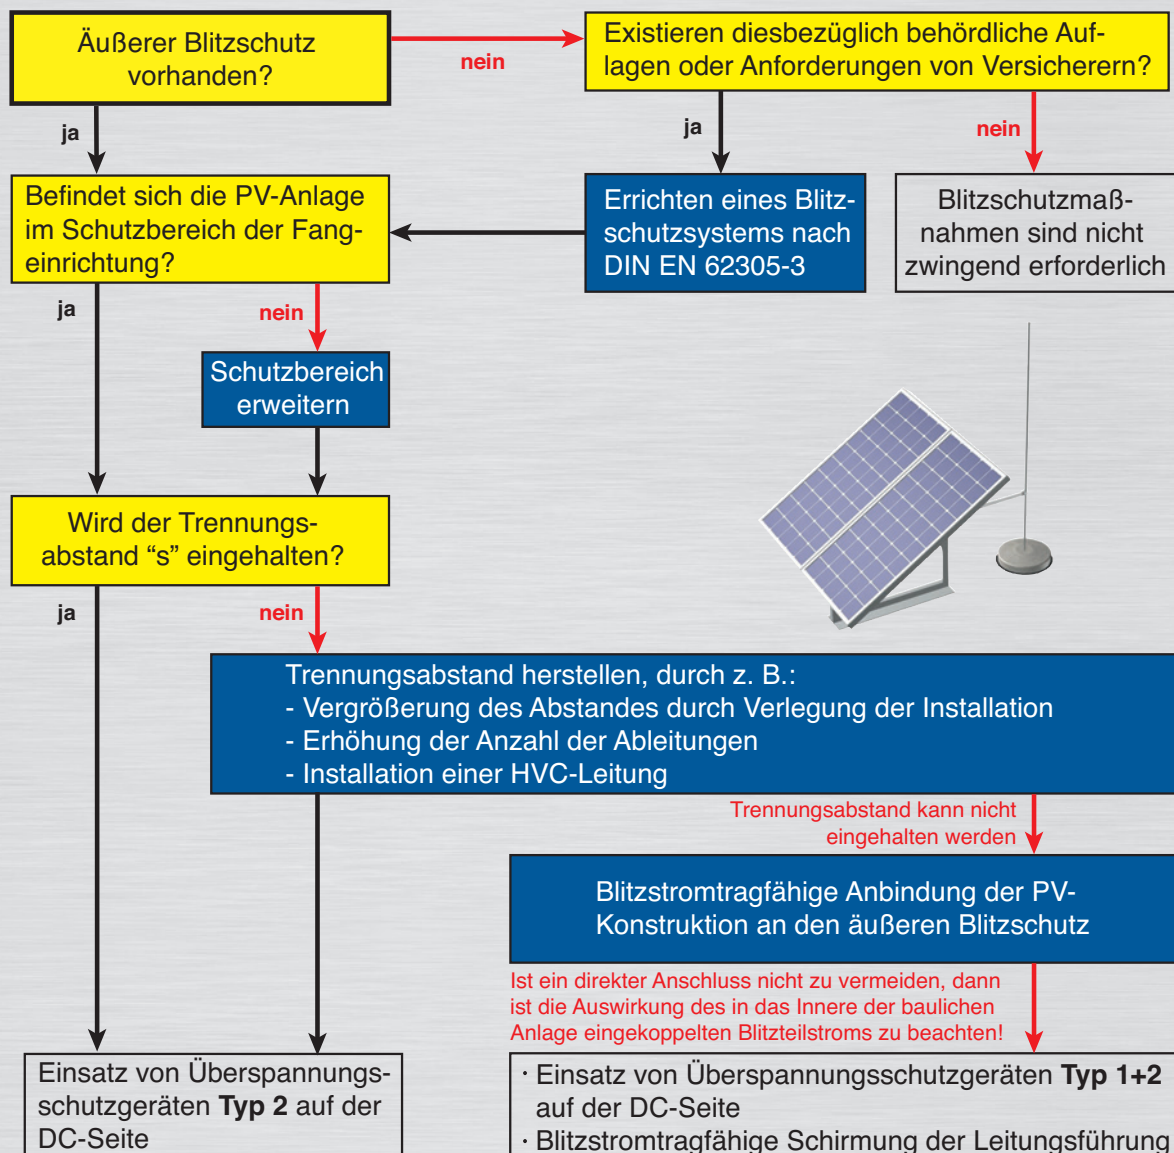 Äußerer Blitzschutz
vorhanden?
nein
Existieren diesbezüglich behördliche Auf-
lagen oder Anforderungen von Versicherern?
ja
ja
nein
Befindet sich die PV-Anlage
im Schutzbereich der Fang-
einrichtung?
Errichten eines Blitz-
schutzsystems nach
DIN EN 62305-3
Blitzschutzmaß-
nahmen sind nicht
zwingend erforderlich
ja
nein
Schutzbereich
erweitern
Wird der Trennungs-
abstand “s” eingehalten?
ja
nein
Trennungsabstand herstellen, durch z. B.:
- Vergrößerung des Abstandes durch Verlegung der Installation
- Erhöhung der Anzahl der Ableitungen
- Installation einer HVC-Leitung
Trennungsabstand kann nicht
eingehalten werden
Blitzstromtragfähige Anbindung der PV-
Konstruktion an den äußeren Blitzschutz
Ist ein direkter Anschluss nicht zu vermeiden, dann
ist die Auswirkung des in das Innere der baulichen
Anlage eingekoppelten Blitzteilstroms zu beachten!
Einsatz von Überspannungs-
schutzgeräten Typ 2 auf der
DC-Seite
· Einsatz von Überspannungsschutzgeräten Typ 1+2
auf der DC-Seite
· Blitzstromtragfähige Schirmung der Leitungsführung